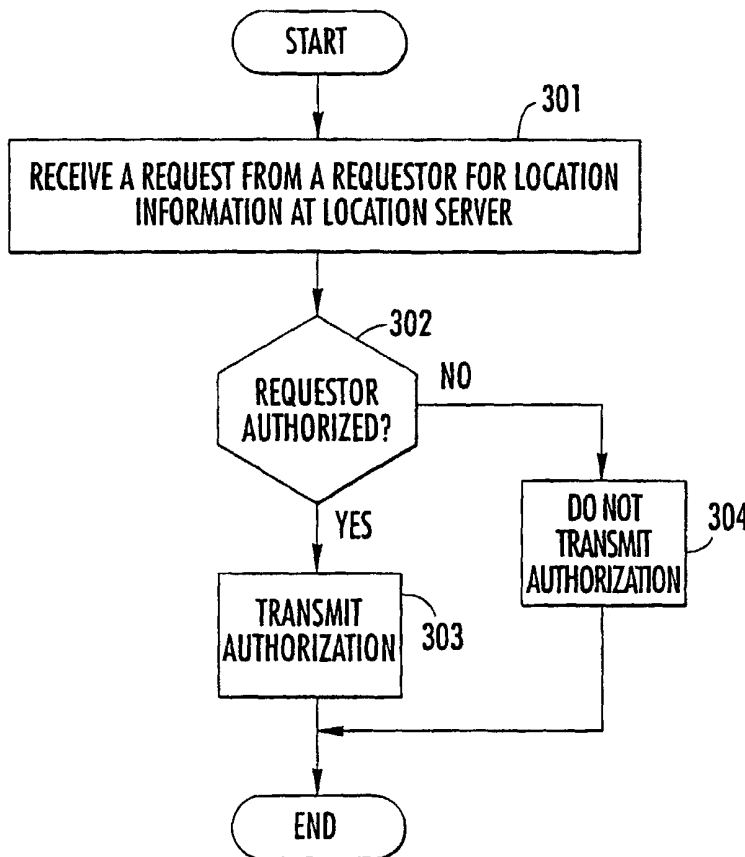 START
301
RECEIVE A REQUEST FROM A REQUESTOR FOR LOCATION
INFORMATION AT LOCATION SERVER
302
REQUESTOR
AUTHORIZED?
NO
YES
DO NOT
TRANSMIT
AUTHORIZATION
304
TRANSMIT
AUTHORIZATION
303
END